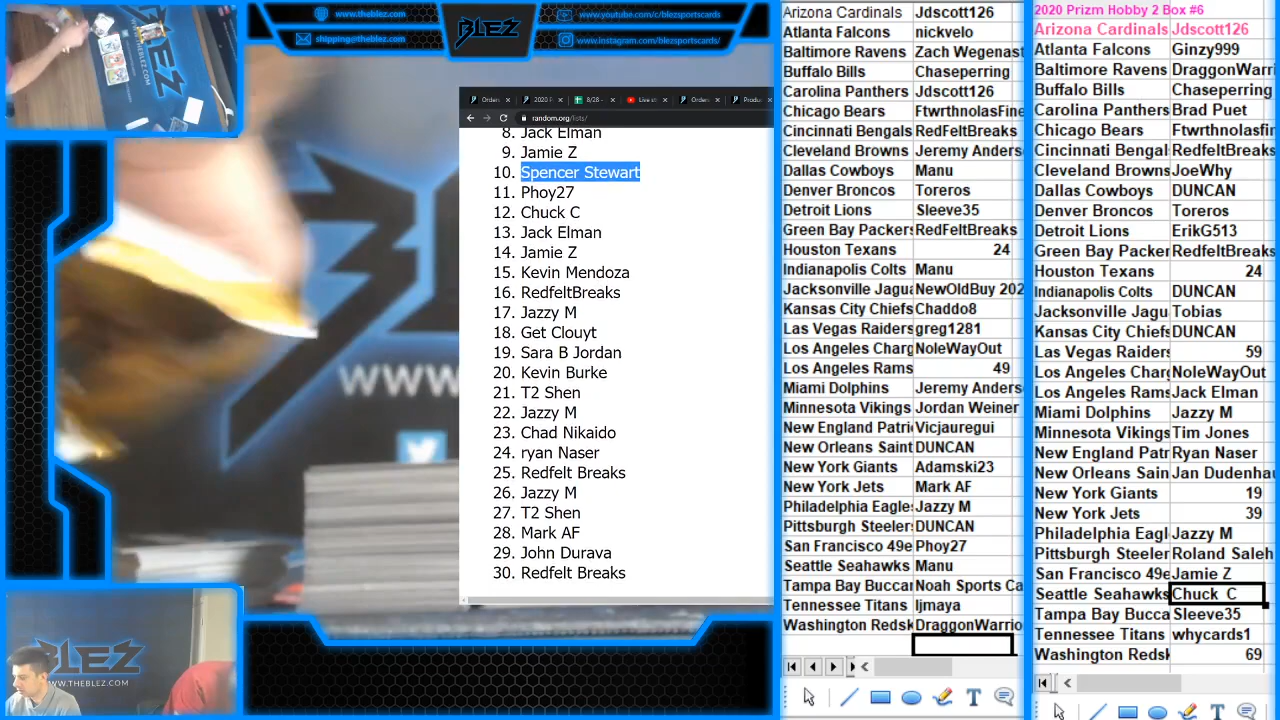 www.theblez.com
shipping@theblez.com
BLEZ
www.youtube.com/c/blezsportscards/
www.instagram.com/blezsportscards/
Orders
2020 F
8/28 -
Live st
Orders
Produ
random.org/lists/
8. Jack Elman
9. Jamie Z
10. Spencer Stewart
11. Phoy27
12. Chuck C
13. Jack Elman
14. Jamie Z
15. Kevin Mendoza
16. RedfeltBreaks
17. Jazzy M
18. Get Clouyt
19. Sara B Jordan
20. Kevin Burke
21. T2 Shen
22. Jazzy M
23. Chad Nikaido
24. ryan Naser
25. Redfelt Breaks
26. Jazzy M
27. T2 Shen
28. Mark AF
29. John Durava
30. Redfelt Breaks
WWW
BLEZ
WWW.THEBLEZ.COM
Arizona Cardinals Jdscott126
Atlanta Falcons nickvelo
Baltimore Ravens Zach Wegenast
Buffalo Bills Chaseperring
Carolina Panthers Jdscott126
Chicago Bears FtwrthnolasFine
Cincinnati Bengals RedFeltBreaks
Cleveland Browns Jeremy Anders
Dallas Cowboys Manu
Denver Broncos Toreros
Detroit Lions Sleeve35
Green Bay Packers RedFeltBreaks
Houston Texans 24
Indianapolis Colts Manu
Jacksonville Jagua NewOldBuy 202
Kansas City Chiefs Chaddo8
Las Vegas Raiders greg1281
Los Angeles Charg NoleWayOut
Los Angeles Rams 49
Miami Dolphins Jeremy Anders
Minnesota Vikings Jordan Weiner
New England Patri Vicjauregui
New Orleans Saint DUNCAN
New York Giants Adamski23
New York Jets Mark AF
Philadelphia Eagle Jazzy M
Pittsburgh Steeler DUNCAN
San Francisco 49e Phoy27
Seattle Seahawks Manu
Tampa Bay Buccar Noah Sports Ca
Tennessee Titans ljmaya
Washington Redsk DraggonWarrio
2020 Prizm Hobby 2 Box #6
Arizona Cardinals Jdscott126
Atlanta Falcons Ginzy999
Baltimore Ravens DraggonWarri
Buffalo Bills Chaseperring
Carolina Panthers Brad Puet
Chicago Bears Ftwrthnolasfin
Cincinnati Bengal RedfeltBreaks
Cleveland Browns JoeWhy
Dallas Cowboys DUNCAN
Denver Broncos Toreros
Detroit Lions ErikG513
Green Bay Packer RedfeltBreaks
Houston Texans 24
Indianapolis Colts DUNCAN
Jacksonville Jagu Tobias
Kansas City Chiefs DUNCAN
Las Vegas Raiders 59
Los Angeles Charg NoleWayOut
Los Angeles Rams Jack Elman
Miami Dolphins Jazzy M
Minnesota Vikings Tim Jones
New England Patr Ryan Naser
New Orleans Sain Jan Dudenhau
New York Giants 19
New York Jets 39
Philadelphia Eagl Jazzy M
Pittsburgh Steeler Roland Saleh
San Francisco 49e Jamie Z
Seattle Seahawks Chuck C
Tampa Bay Bucca Sleeve35
Tennessee Titans whycards1
Washington Redsk 69